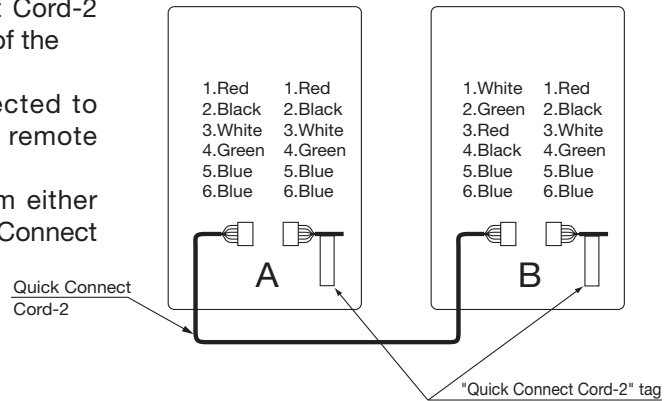 t Cord-2
of the
ected to
remote
m either
Connect
1.Red 1.Red
2.Black 2.Black
3.White 3.White
4.Green 4.Green
5.Blue 5.Blue
6.Blue 6.Blue
A
1.White 1.Red
2.Green 2.Black
3.Red 3.White
4.Black 4.Green
5.Blue 5.Blue
6.Blue 6.Blue
B
Quick Connect
Cord-2
"Quick Connect Cord-2" tag